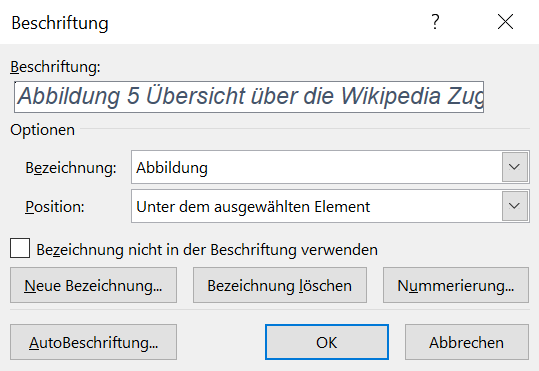 Beschriftung
?
Beschriftung:
Abbildung 5 Übersicht über die Wikipedia Zug
Optionen
Bezeichnung: Abbildung
Position: Unter dem ausgewählten Element
Bezeichnung nicht in der Beschriftung verwenden
Neue Bezeichnung... Bezeichnung löschen Nummerierung...
AutoBeschriftung... OK Abbrechen